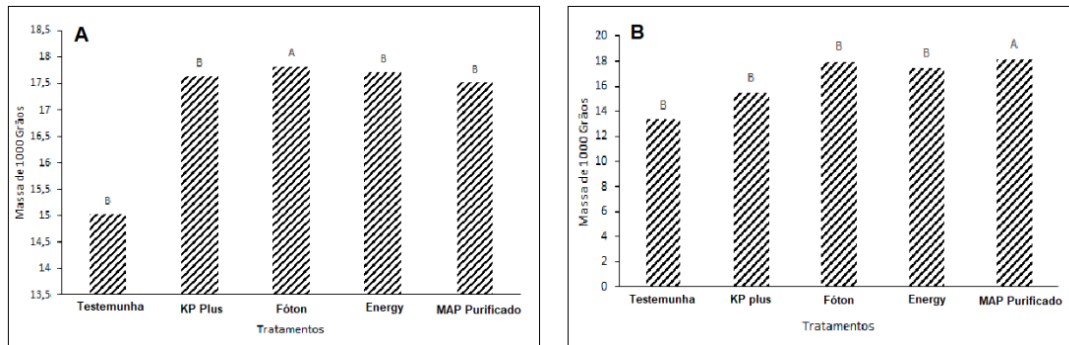 A
18,5
18
17,5
17
16,5
16
15,5
15
14,5
14
13,5
Massa de 1000 Grãos
B
B
A
B
B
Testemunha KP Plus Fóton Energy MAP Purificado
Tratamentos
B
20
18
16
14
12
10
8
6
4
2
0
Massa de 1000 Grãos
B
B
B
B
A
Testemunha KP plus Fóton Energy MAP Purificado
Tratamentos